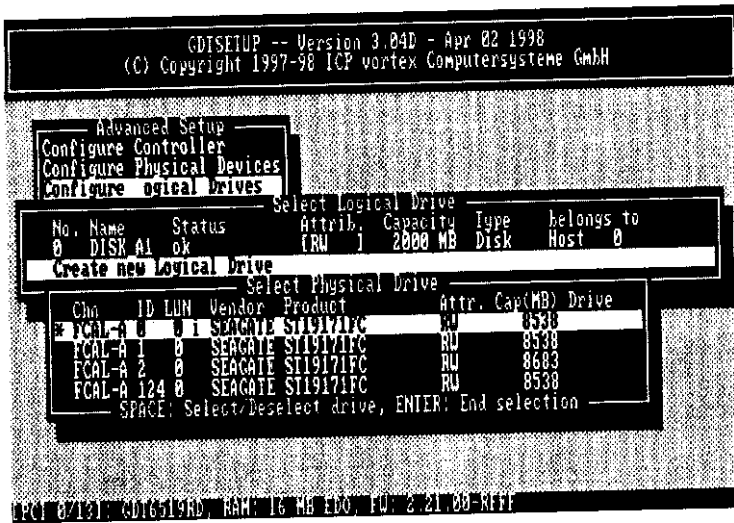 GDISETUP -- Version 3.04D - Apr 02 1998
(C) Copyright 1997-98 ICP vortex Computersysteme GmbH
Advanced Setup
Configure Controller
Configure Physical Devices
Configure ogical Drives
Select Logical Drive
No. Name Status Attrib. Capacity Type belongs to
0 DISK_A1 ok [RW ] 2000 MB Disk Host 0
Create new Logical Drive
Select Physical Drive
Chn ID LUN Vendor Product Attr. Cap(MB) Drive
* FCAL-A 0 0 i SEAGATE ST19171FC RW 8538
FCAL-A 1 0 SEAGATE ST19171FC RW 8538
FCAL-A 2 0 SEAGATE ST19171FC RW 8683
FCAL-A 124 0 SEAGATE ST19171FC RW 8538
SPACE: Select/Deselect drive, ENTER: End selection
[PCI 0/13]: GDT6519RD, RAM: 16 MB EDO, FW: 2.21.00-RFFF